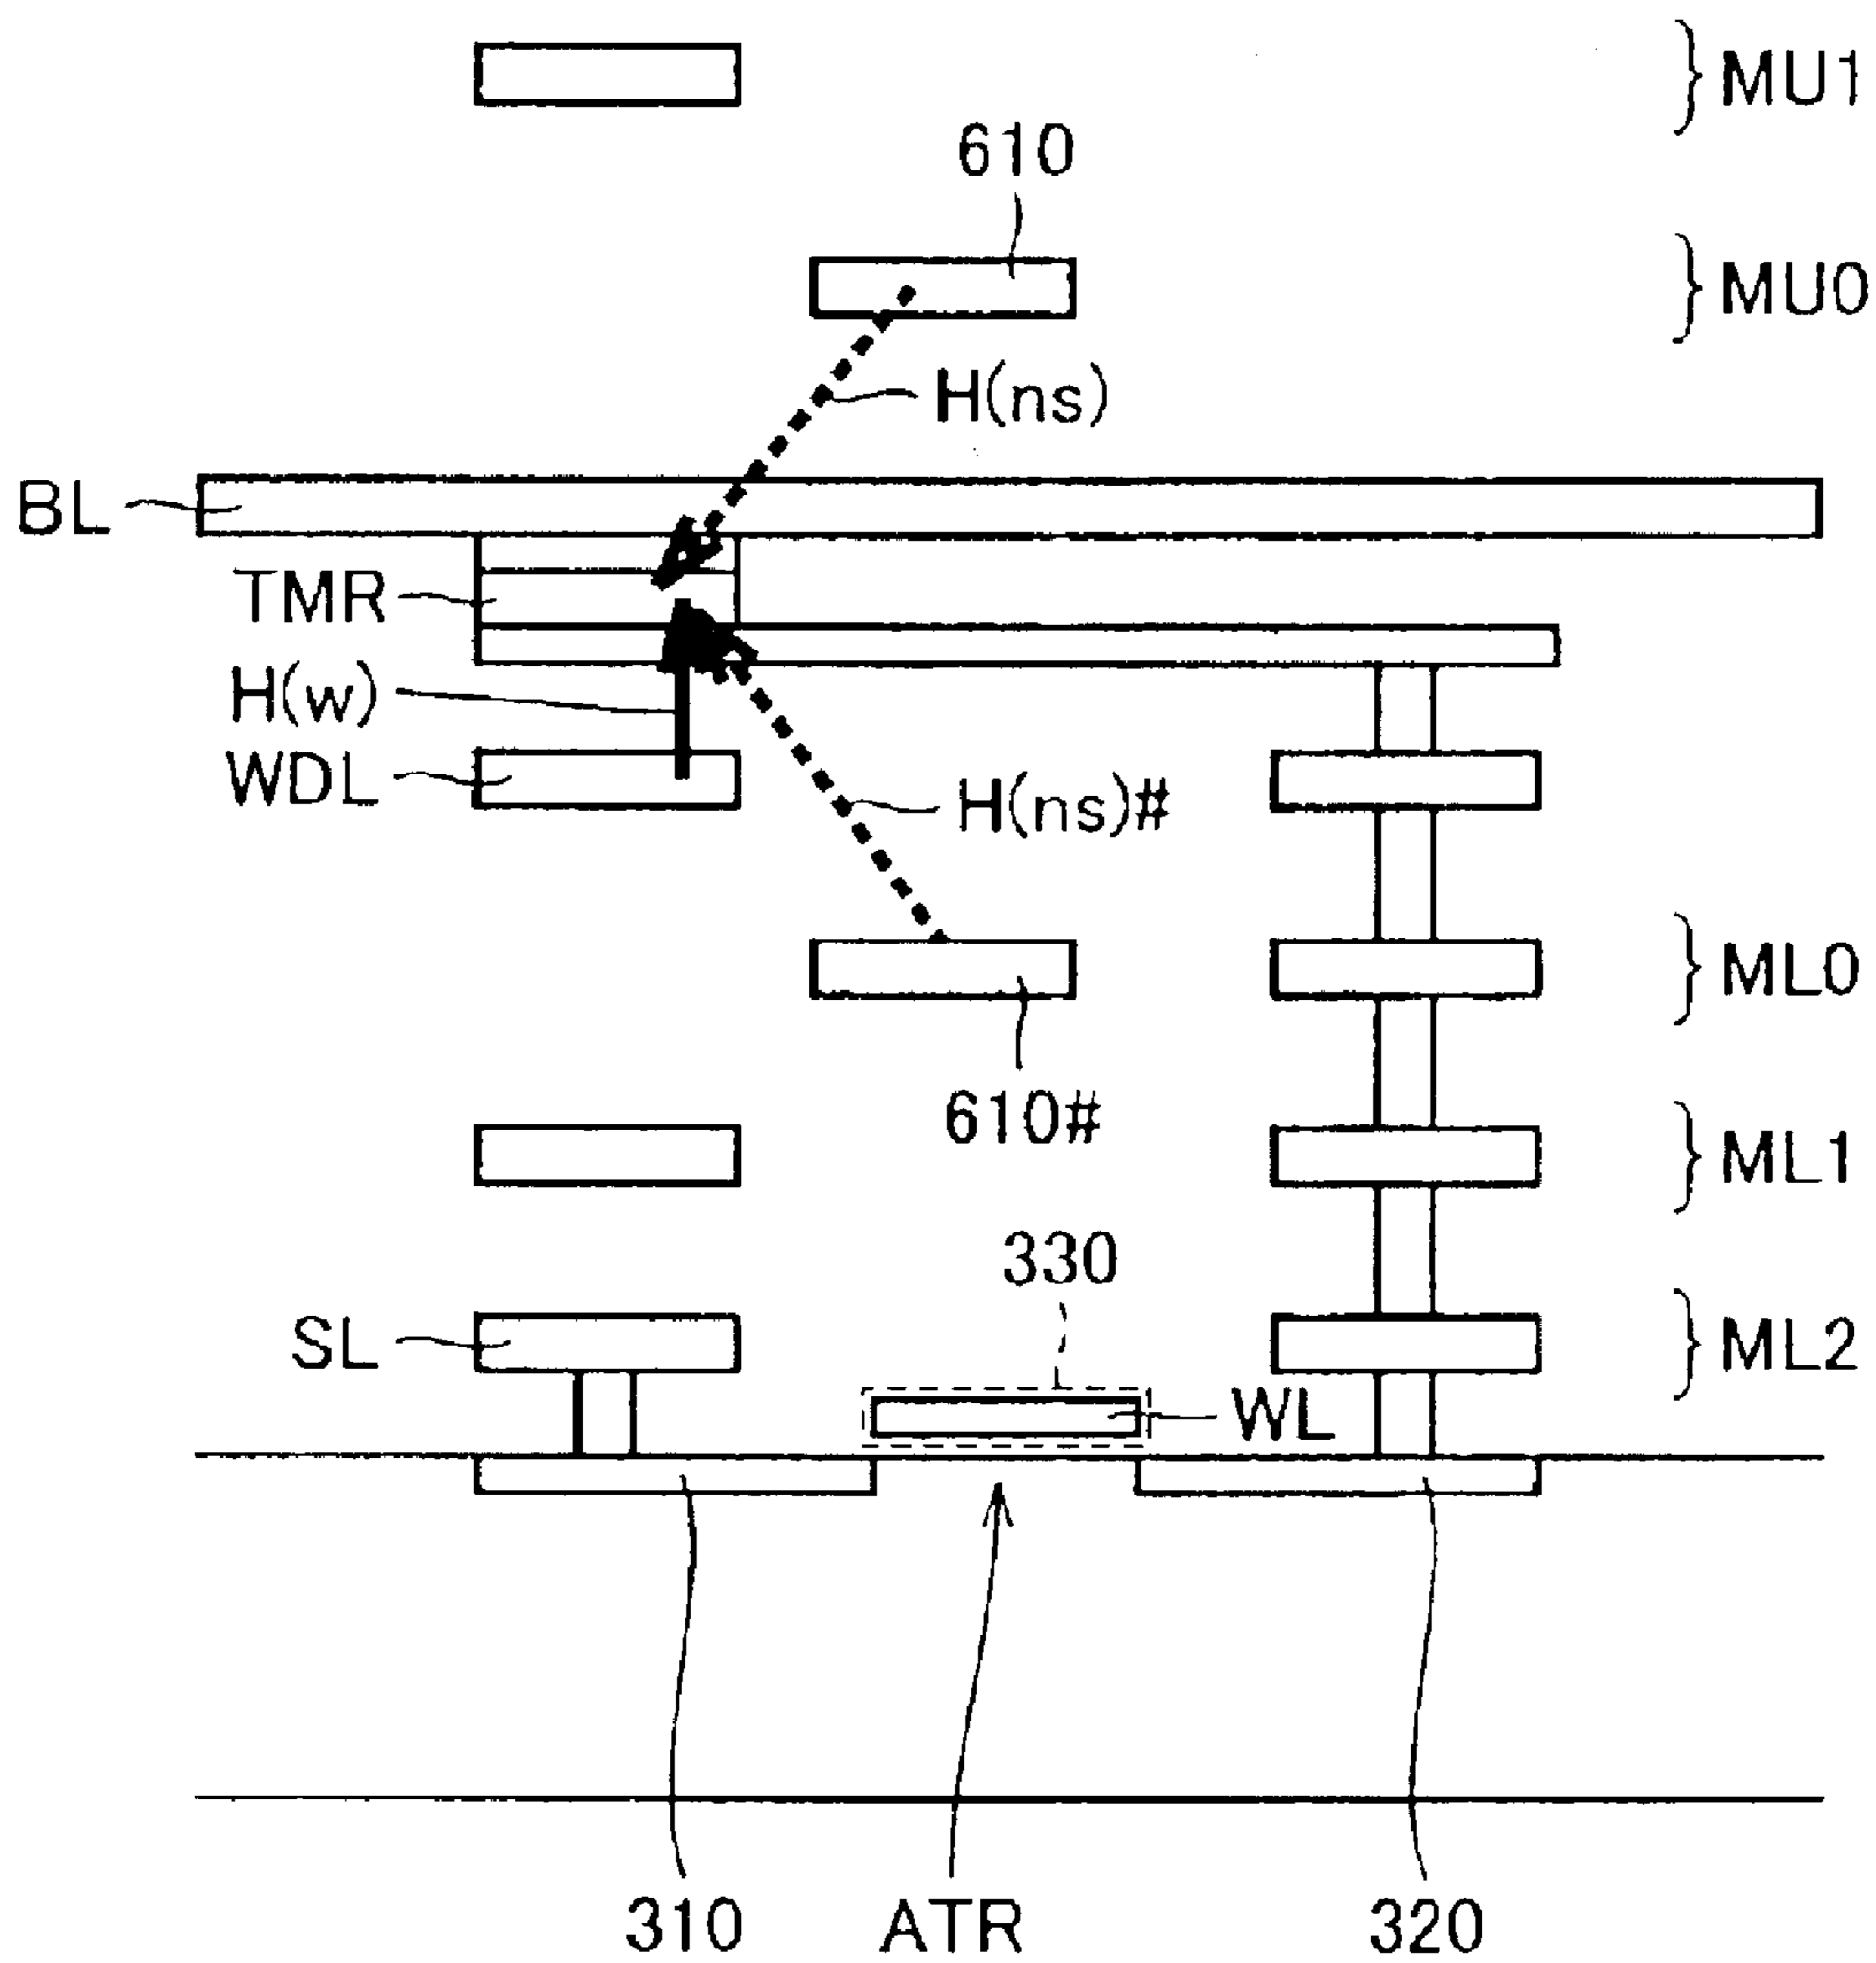 MU1
610
MU0
H(ns)
BL
TMR
H(w)
WDL
H(ns)#
ML0
610#
ML1
330
SL
ML2
WL
310
ATR
320